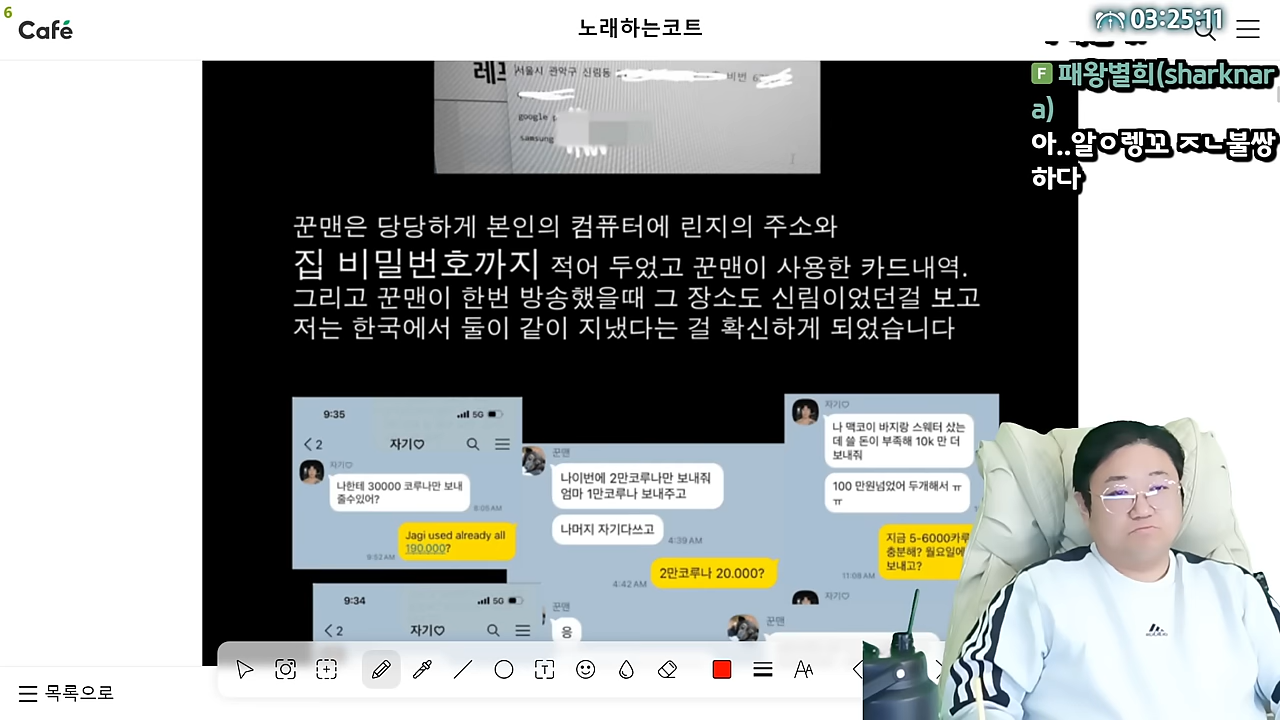 6
Café
노래하는코트
03:25:11
F 패왕별희(sharknar
a)
아..알ㅇ렝꼬 ㅈㄴ불쌍
하다
서울시 관악구 신림동
비번
google
samsung
꾼맨은 당당하게 본인의 컴퓨터에 린지의 주소와
집 비밀번호까지 적어 두었고 꾼맨이 사용한 카드내역.
그리고 꾼맨이 한번 방송했을때 그 장소도 신림이었던걸 보고
저는 한국에서 둘이 같이 지냈다는 걸 확신하게 되었습니다
9:35
5G
2
자기♡
자기♡
나한테 30000 코루나만 보내
줄수있어?
6:05 AM
Jagi used already all
190.000?
9:52 AM
꾼맨
나이번에 2만코루나만 보내줘
엄마 1만코루나 보내주고
나머지 자기다쓰고
4:39 AM
2만코루나 20.000?
4:42 AM
꾼맨
응
꾼맨
자기♡
나 맥코이 바지랑 스웨터 샀는
데 쓸 돈이 부족해 10k 만 더
보내줘
100 만원넘었어 두개해서 ㅠ
ㅠ
지금 5-6000카루
충분해? 월요일에
보내고?
11:08 AM
자기♡
9:34
5G
2
자기♡
목록으로